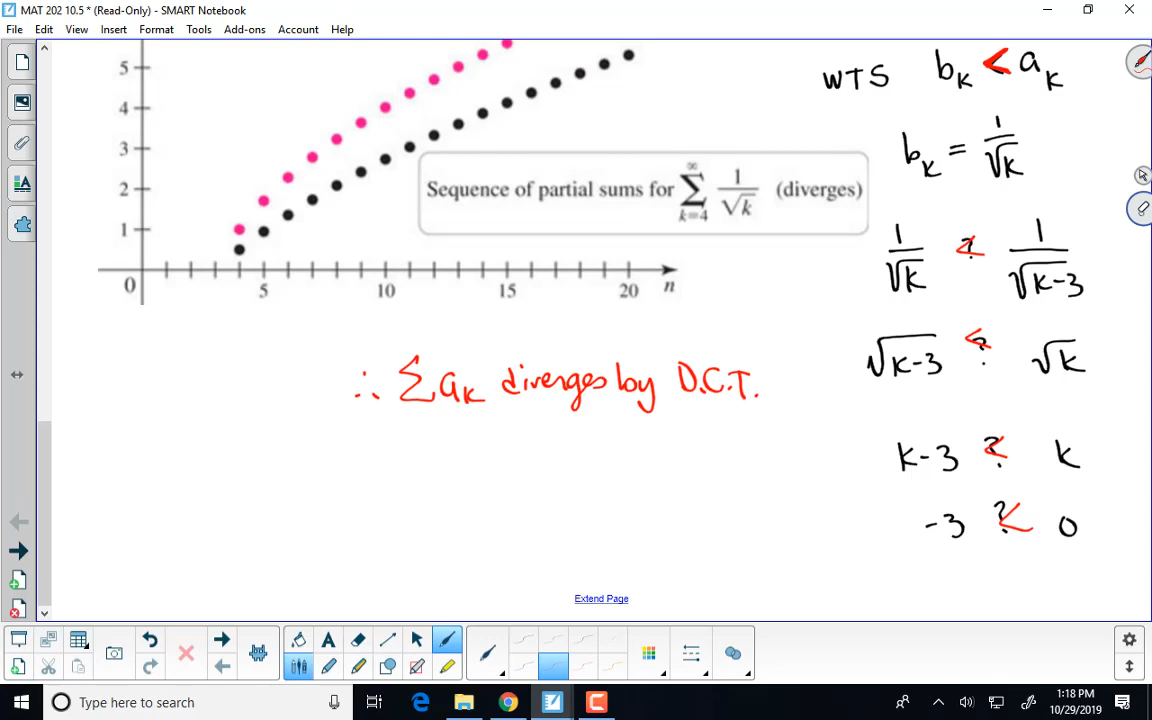 MAT 202 10.5 * (Read-Only) - SMART Notebook
File Edit View Insert Format Tools Add-ons Account Help
5
4
3
2
1
0
5 10 15 20 n
Sequence of partial sums for ∞ ∑ k=4 1/√k (diverges)
WTS b_k < a_k
b_k = 1/√k
1/√k ? < 1/√(k-3)
√(k-3) ? < √k
k-3 ? < k
-3 ? < 0
∴ ∑ a_k diverges by D.C.T.
Extend Page
A
Type here to search
1:18 PM
10/29/2019